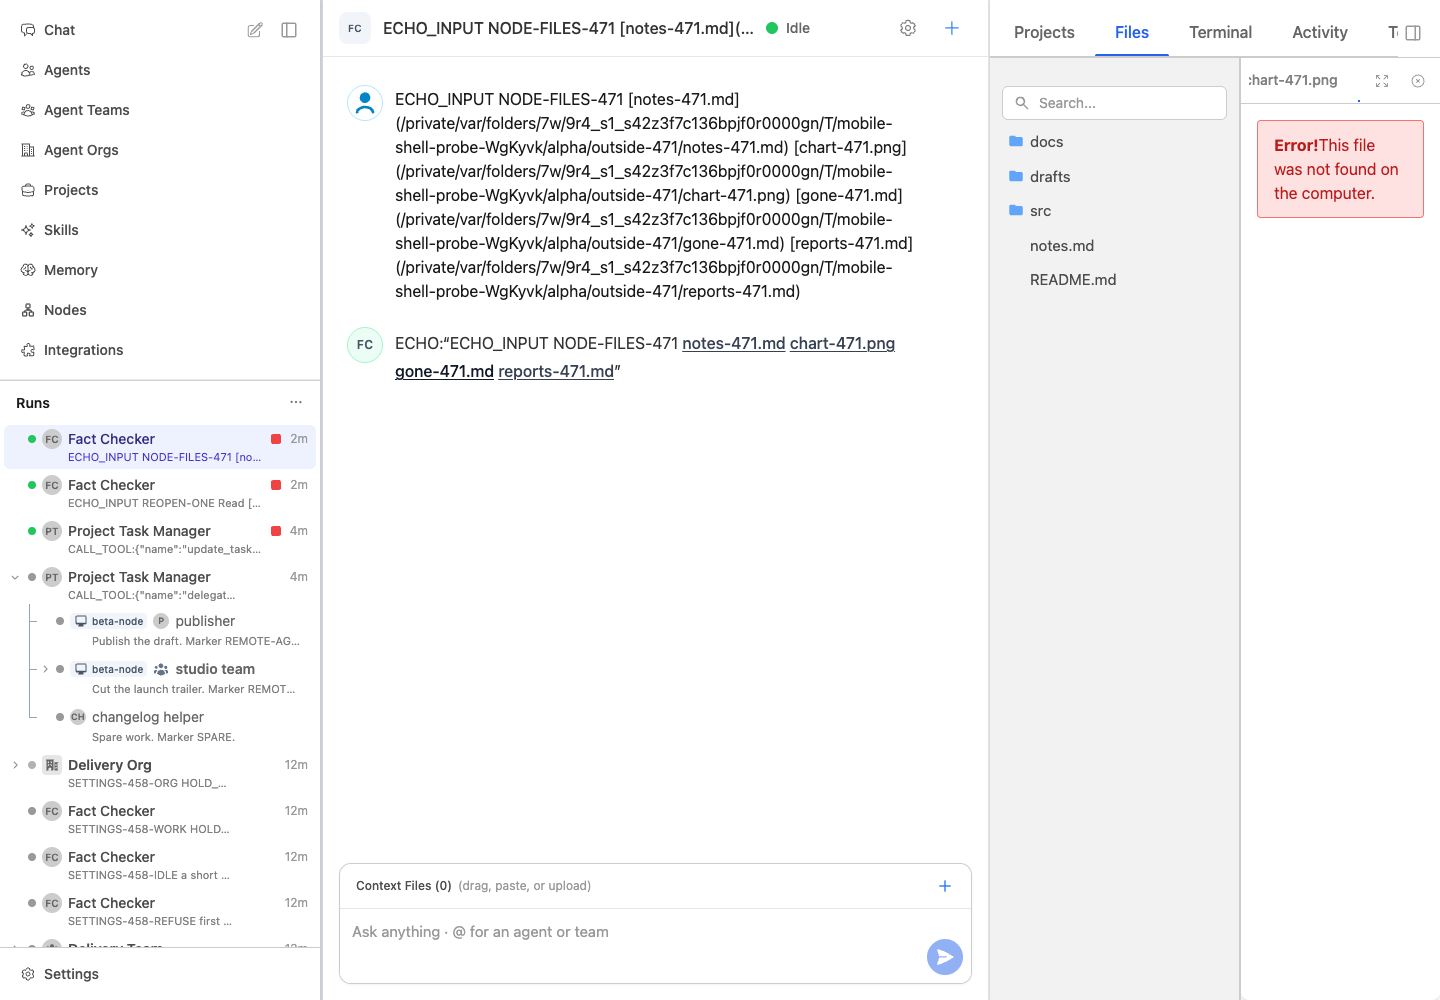 Chat
Agents
Agent Teams
Agent Orgs
Projects
Skills
Memory
Nodes
Integrations
Runs
FC Fact Checker 2m
ECHO_INPUT NODE-FILES-471 [no...
FC Fact Checker 2m
ECHO_INPUT REOPEN-ONE Read [...
PT Project Task Manager 4m
CALL_TOOL:{"name":"update_task...
PT Project Task Manager 4m
CALL_TOOL:{"name":"delegat...
beta-node P publisher
Publish the draft. Marker REMOTE-AG...
beta-node studio team
Cut the launch trailer. Marker REMOT...
CH changelog helper
Spare work. Marker SPARE.
Delivery Org 12m
SETTINGS-458-ORG HOLD_...
FC Fact Checker 12m
SETTINGS-458-WORK HOLD...
FC Fact Checker 12m
SETTINGS-458-IDLE a short ...
FC Fact Checker 12m
SETTINGS-458-REFUSE first ...
Delivery Team 12m
Settings
FC ECHO_INPUT NODE-FILES-471 [notes-471.md](... Idle
ECHO_INPUT NODE-FILES-471 [notes-471.md]
(/private/var/folders/7w/9r4_s1_s42z3f7c136bpjf0r0000gn/T/mobile-
shell-probe-WgKyvk/alpha/outside-471/notes-471.md) [chart-471.png]
(/private/var/folders/7w/9r4_s1_s42z3f7c136bpjf0r0000gn/T/mobile-
shell-probe-WgKyvk/alpha/outside-471/chart-471.png) [gone-471.md]
(/private/var/folders/7w/9r4_s1_s42z3f7c136bpjf0r0000gn/T/mobile-
shell-probe-WgKyvk/alpha/outside-471/gone-471.md) [reports-471.md]
(/private/var/folders/7w/9r4_s1_s42z3f7c136bpjf0r0000gn/T/mobile-
shell-probe-WgKyvk/alpha/outside-471/reports-471.md)
FC ECHO:“ECHO_INPUT NODE-FILES-471 notes-471.md chart-471.png
gone-471.md reports-471.md”
Context Files (0) (drag, paste, or upload)
Ask anything · @ for an agent or team
Projects Files Terminal Activity
Search...
docs
drafts
src
notes.md
README.md
chart-471.png
Error!This file
was not found on
the computer.